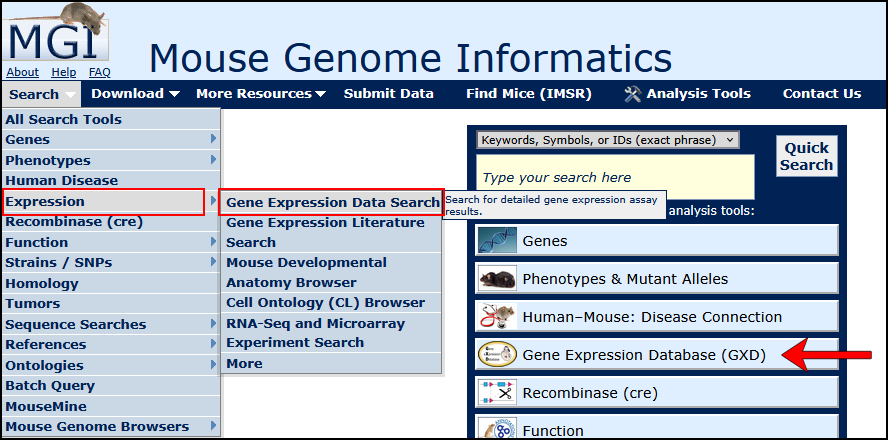 MGI
About Help FAQ
Mouse Genome Informatics
Search Download More Resources Submit Data Find Mice (IMSR) Analysis Tools Contact Us
All Search Tools
Genes
Phenotypes
Human Disease
Expression
Recombinase (cre)
Function
Strains / SNPs
Homology
Tumors
Sequence Searches
References
Ontologies
Batch Query
MouseMine
Mouse Genome Browsers
Gene Expression Data Search
Gene Expression Literature
Search
Mouse Developmental
Anatomy Browser
Cell Ontology (CL) Browser
RNA-Seq and Microarray
Experiment Search
More
Search for detailed gene expression assay
results.
Keywords, Symbols, or IDs (exact phrase)
Quick
Search
Type your search here
analysis tools:
Genes
Phenotypes & Mutant Alleles
Human–Mouse: Disease Connection
Gene Expression Database (GXD)
Recombinase (cre)
Function